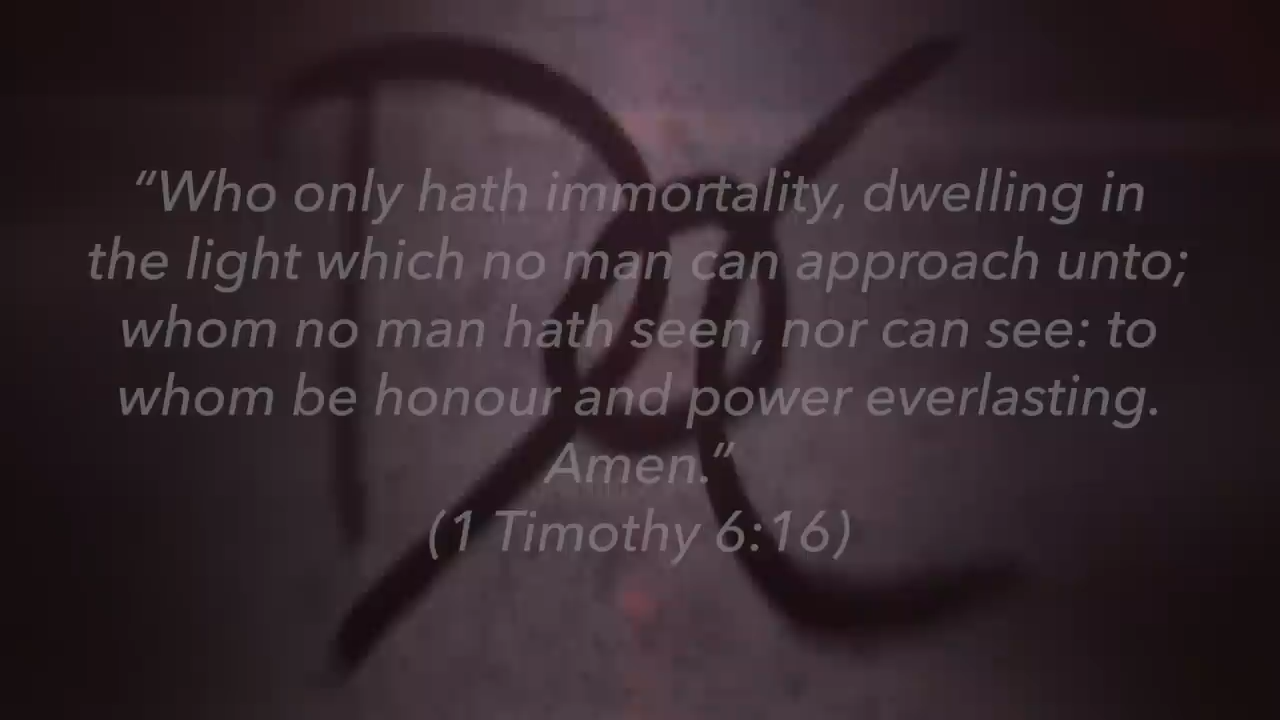 “Who only hath immortality, dwelling in
the light which no man can approach unto;
whom no man hath seen, nor can see: to
whom be honour and power everlasting.
Amen.”
(1 Timothy 6:16)